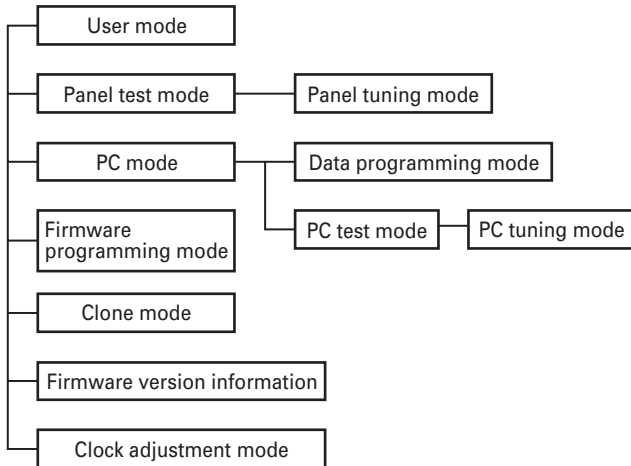 User mode
Panel test mode
Panel tuning mode
PC mode
Data programming mode
Firmware
programming mode
PC test mode
PC tuning mode
Clone mode
Firmware version information
Clock adjustment mode